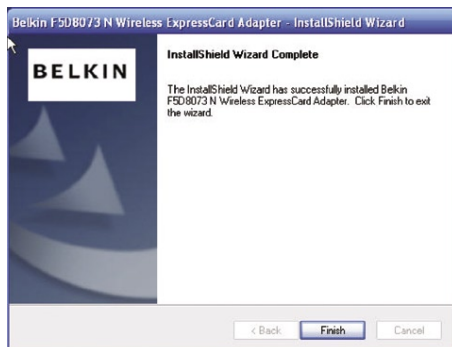 Belkin F5D8073 N Wireless ExpressCard Adapter - InstallShield Wizard
BELKIN
InstallShield Wizard Complete
The InstallShield Wizard has successfully installed Belkin
F5D8073 N Wireless ExpressCard Adapter. Click Finish to exit
the wizard.
< Back
Finish
Cancel